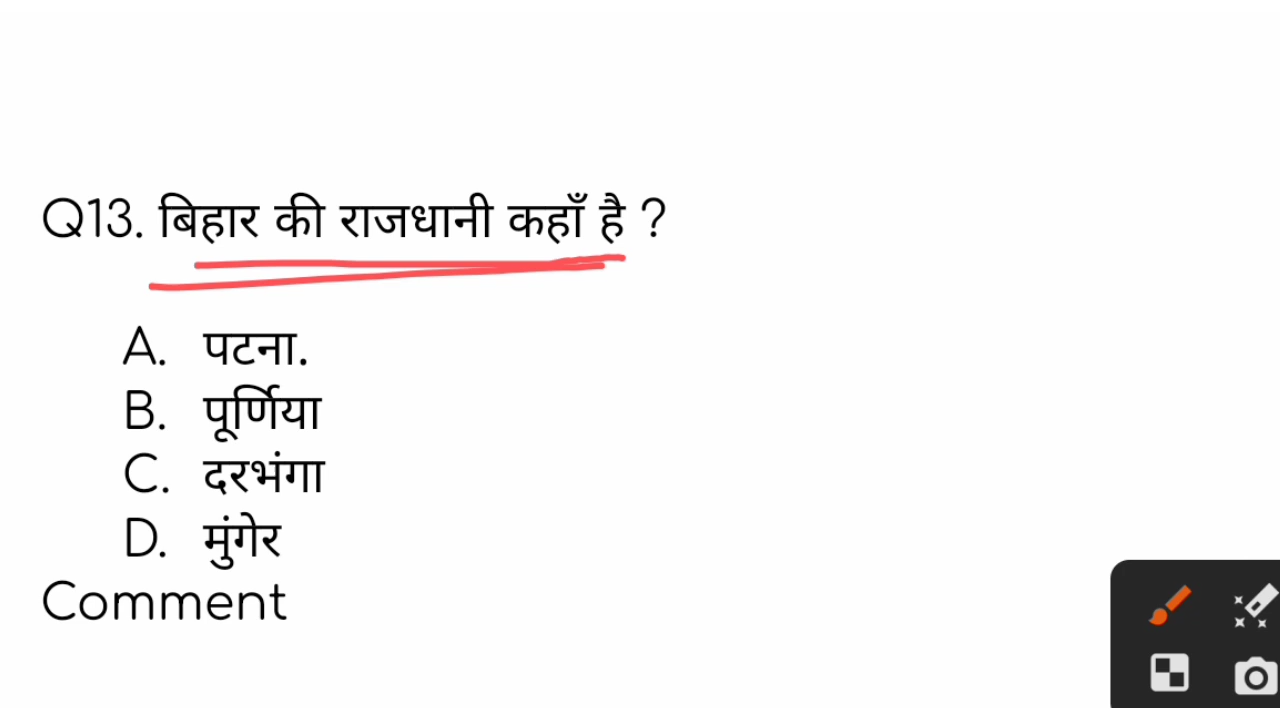 Q13. बिहार की राजधानी कहाँ है ?
A. पटना.
B. पूर्णिया
C. दरभंगा
D. मुंगेर
Comment